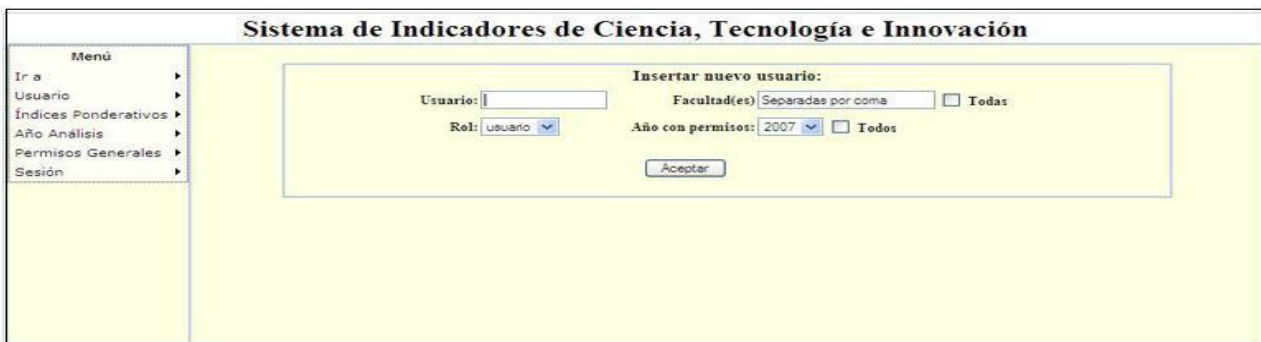 Sistema de Indicadores de Ciencia, Tecnología e Innovación
Menú
Ir a
Usuario
Índices Ponderativos
Año Análisis
Permisos Generales
Sesión
Insertar nuevo usuario:
Usuario: Facultad(es) Separadas por coma Todas
Rol: usuario Año con permisos: 2007 Todos
Aceptar